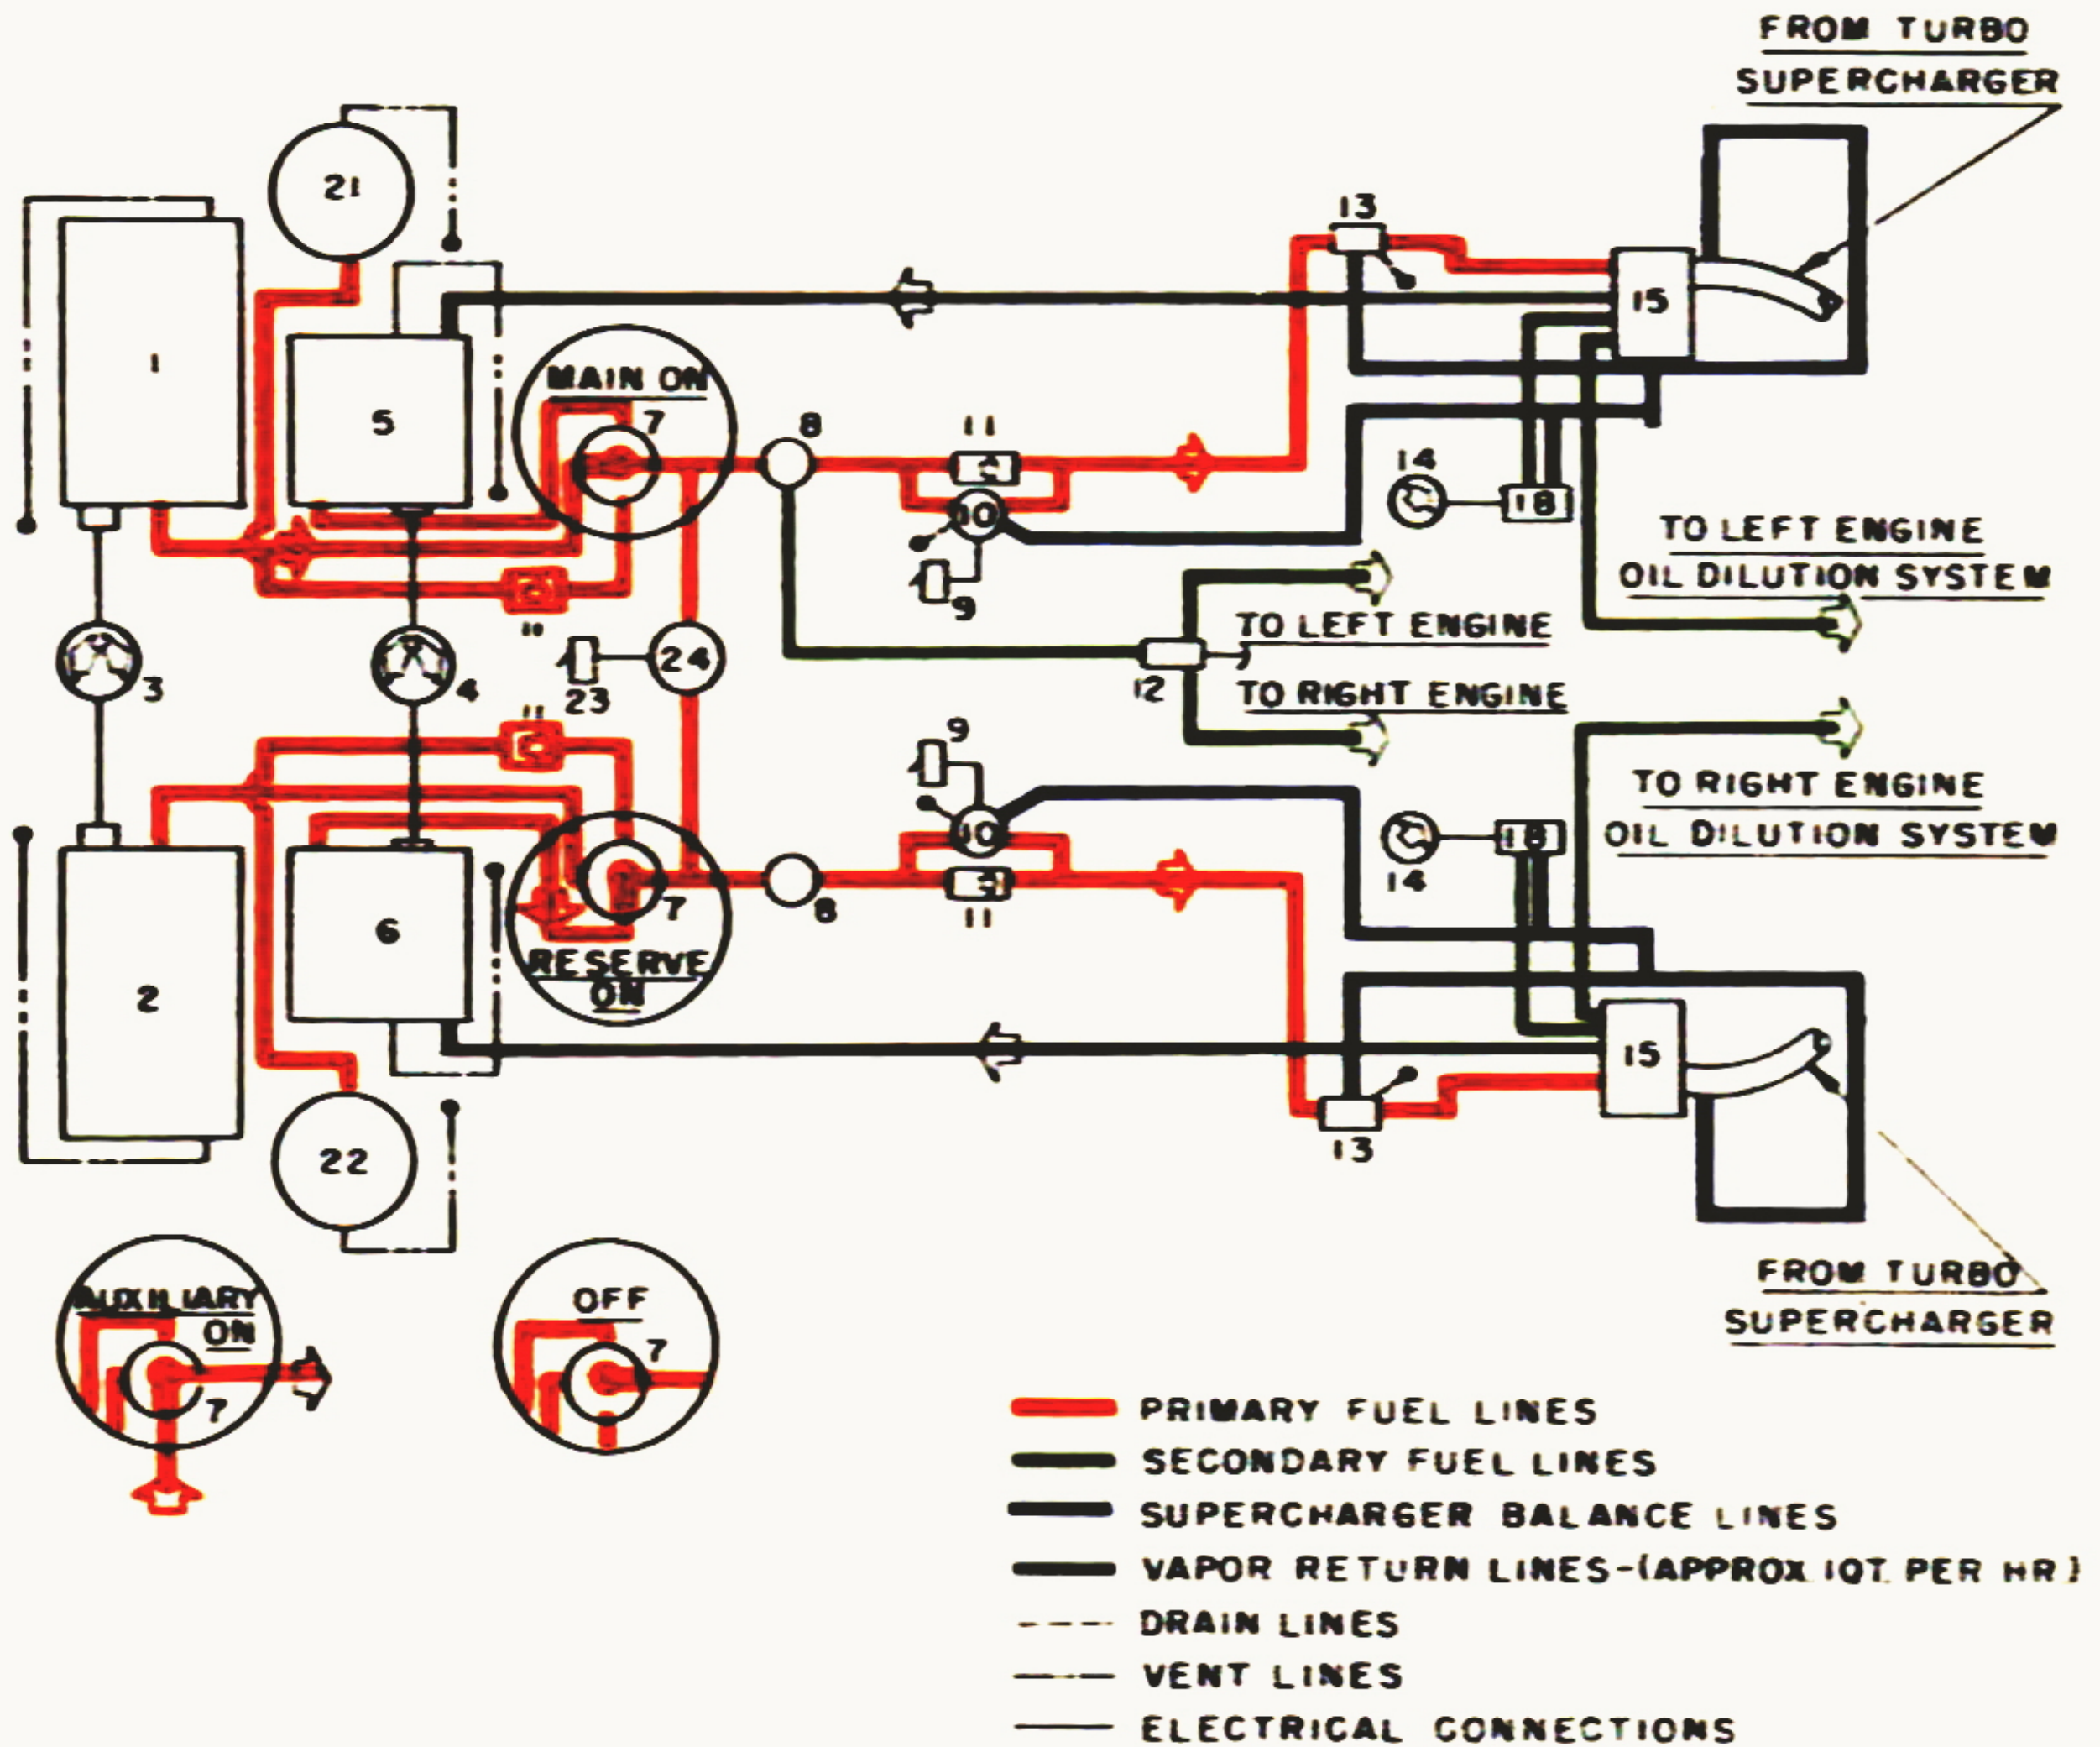 FROM TURBO
SUPERCHARGER
21
13
1
15
MAIN ON
5
7
8
11
14
10
18
TO LEFT ENGINE
OIL DILUTION SYSTEM
9
11
TO LEFT ENGINE
3
4
23
24
12
TO RIGHT ENGINE
11
9
TO RIGHT ENGINE
OIL DILUTION SYSTEM
10
18
14
7
8
11
6
RESERVE
ON
2
15
13
22
FROM TURBO
SUPERCHARGER
AUXILIARY
ON
7
OFF
7
PRIMARY FUEL LINES
SECONDARY FUEL LINES
SUPERCHARGER BALANCE LINES
VAPOR RETURN LINES-(APPROX 1QT. PER HR)
DRAIN LINES
VENT LINES
ELECTRICAL CONNECTIONS